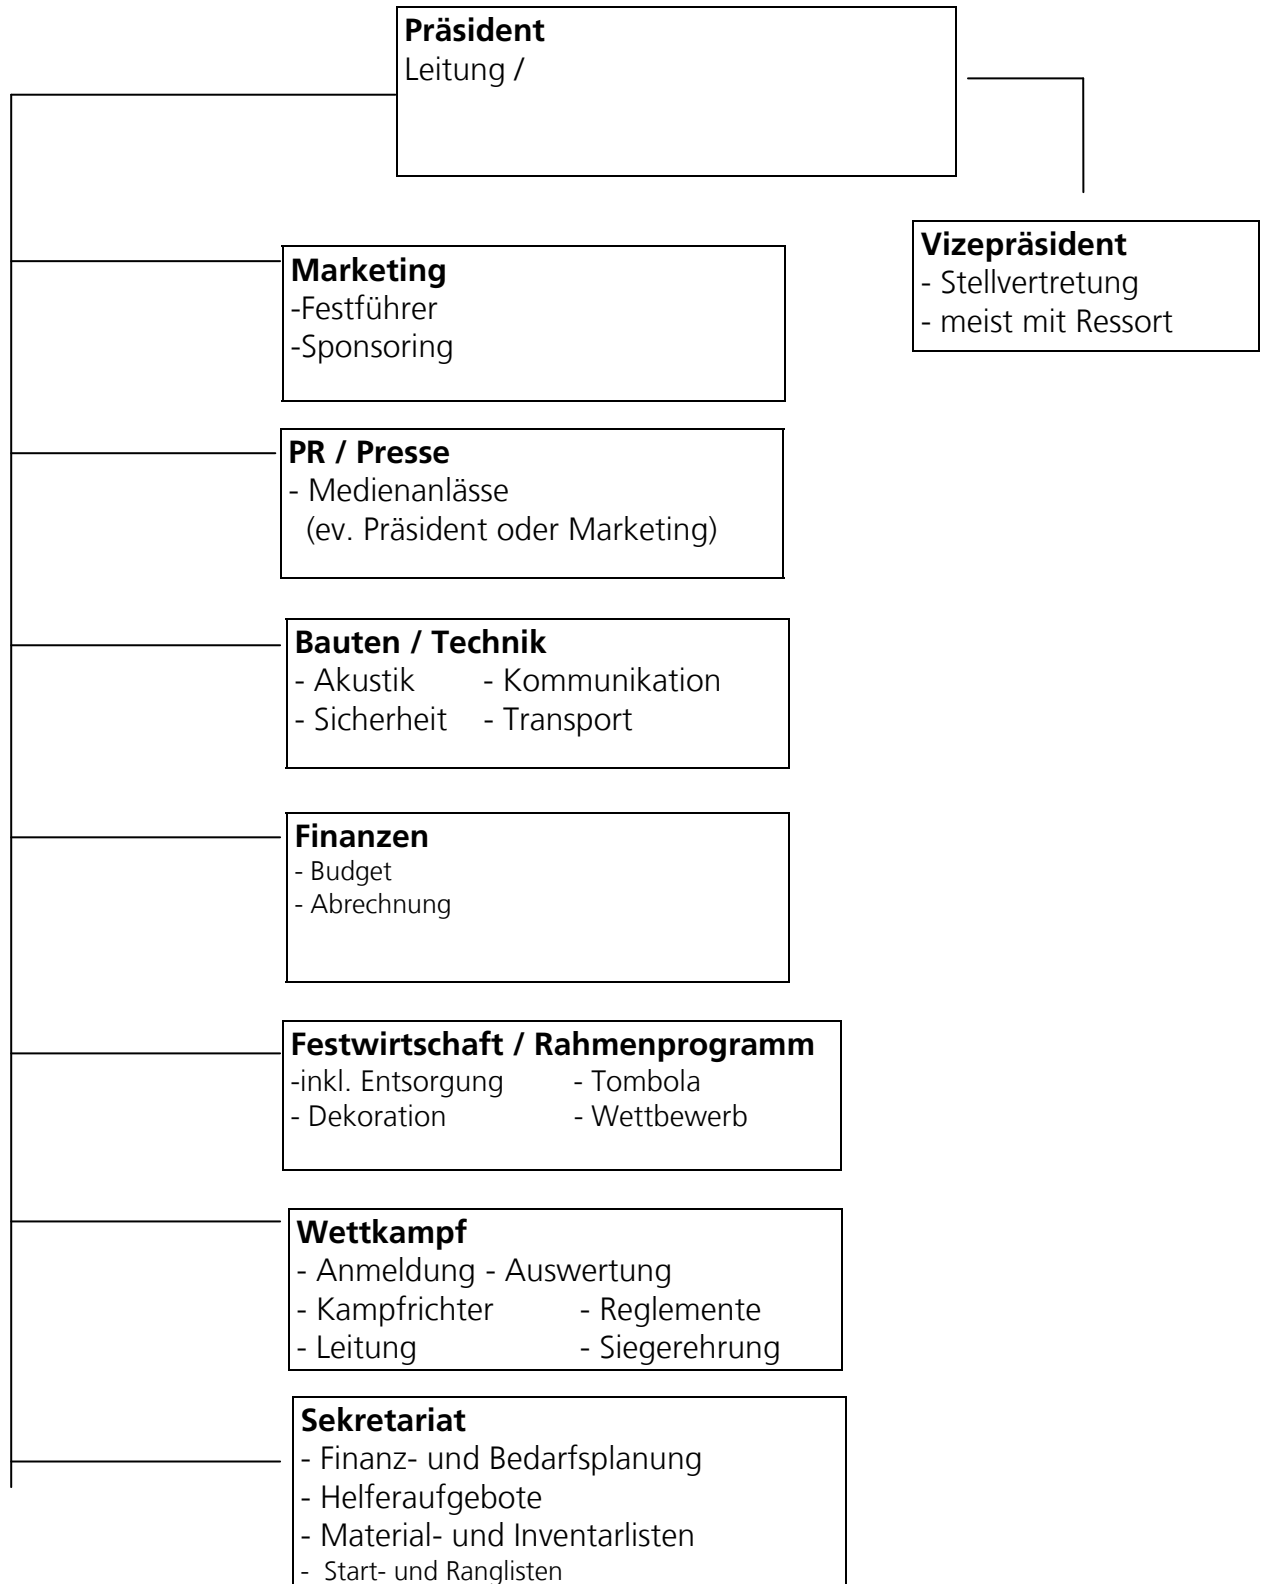 Präsident
Leitung /
Vizepräsident
- Stellvertretung
- meist mit Ressort
Marketing
-Festführer
-Sponsoring
PR / Presse
- Medienanlässe
(ev. Präsident oder Marketing)
Bauten / Technik
- Akustik - Kommunikation
- Sicherheit - Transport
Finanzen
- Budget
- Abrechnung
Festwirtschaft / Rahmenprogramm
-inkl. Entsorgung - Tombola
- Dekoration - Wettbewerb
Wettkampf
- Anmeldung - Auswertung
- Kampfrichter - Reglemente
- Leitung - Siegerehrung
Sekretariat
- Finanz- und Bedarfsplanung
- Helferaufgebote
- Material- und Inventarlisten
- Start- und Ranglisten